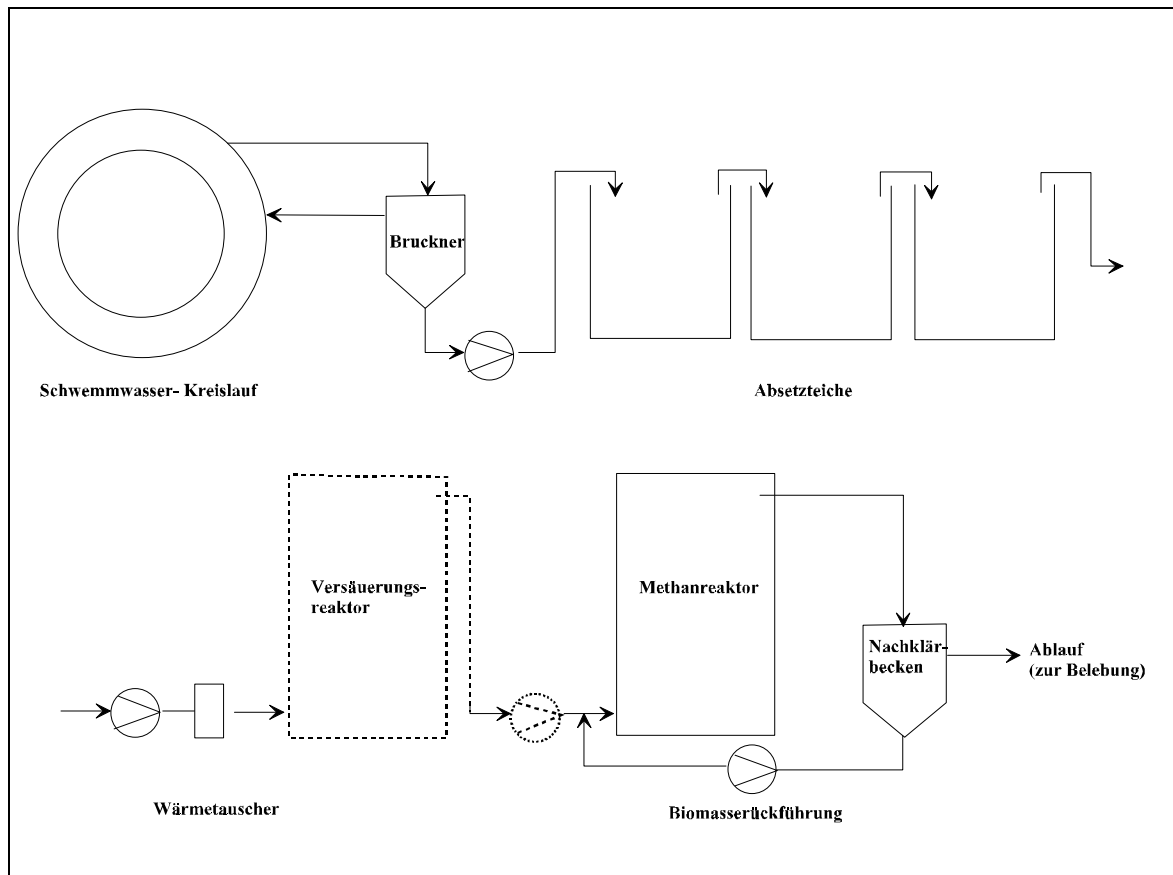 Bruckner
Schwemmwasser- Kreislauf
Absetzteiche
Versäuerungs-
reaktor
Methanreaktor
Nachklär-
becken
Ablauf
(zur Belebung)
Wärmetauscher
Biomasserückführung